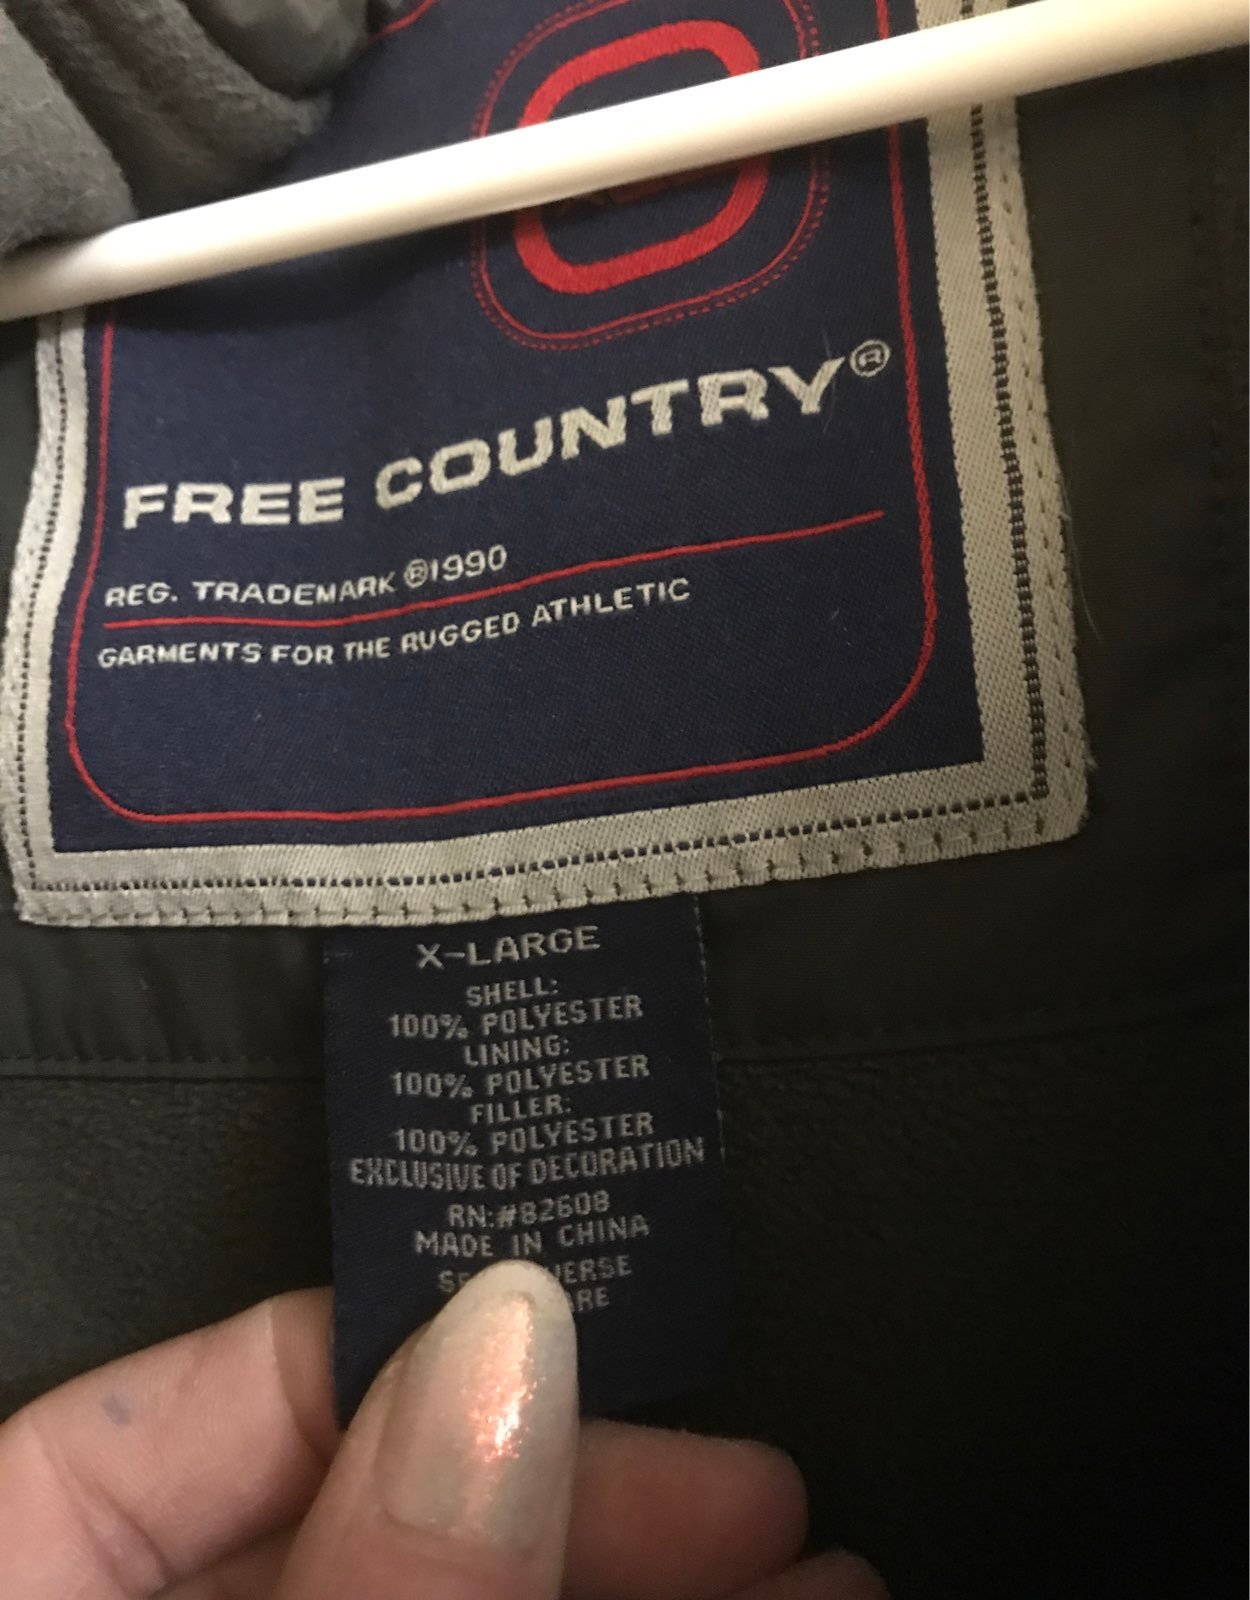 FREE COUNTRY®
REG. TRADEMARK ®1990
GARMENTS FOR THE RUGGED ATHLETIC
X-LARGE
SHELL:
100% POLYESTER
LINING:
100% POLYESTER
FILLER:
100% POLYESTER
EXCLUSIVE OF DECORATION
RN:#82608
MADE IN CHINA